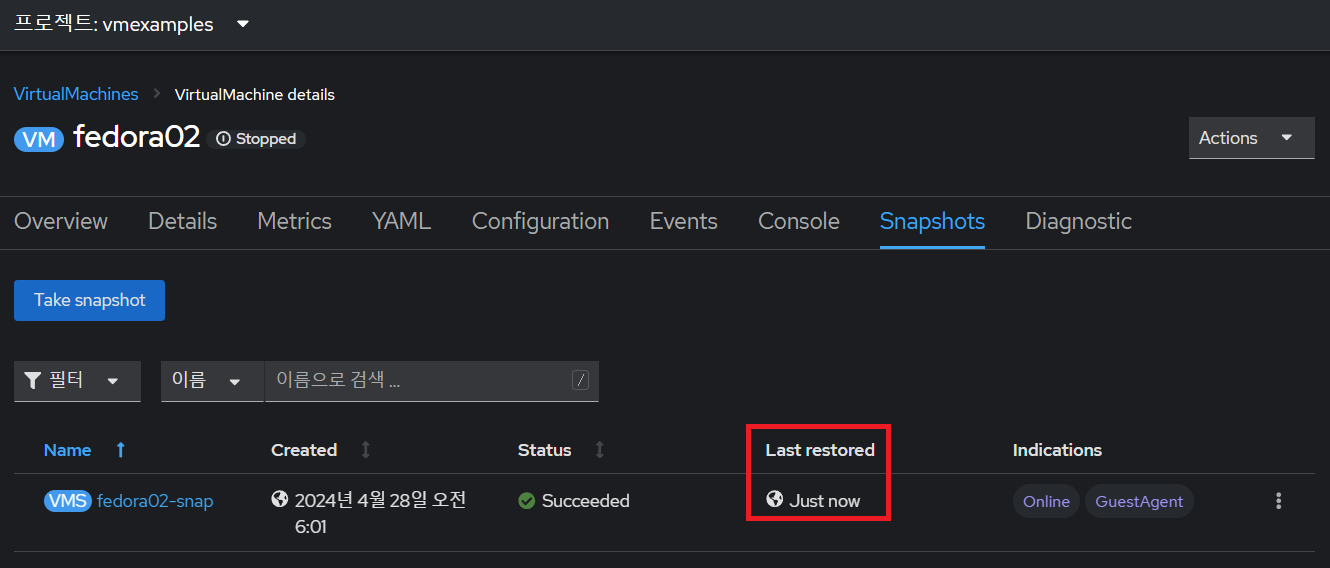 프로젝트: vmexamples
VirtualMachines > VirtualMachine details
VM fedora02 Stopped
Actions
Overview Details Metrics YAML Configuration Events Console Snapshots Diagnostic
Take snapshot
필터 이름 이름으로 검색 ... /
Name Created Status Last restored Indications
VMS fedora02-snap 2024년 4월 28일 오전 Succeeded Just now Online GuestAgent
6:01